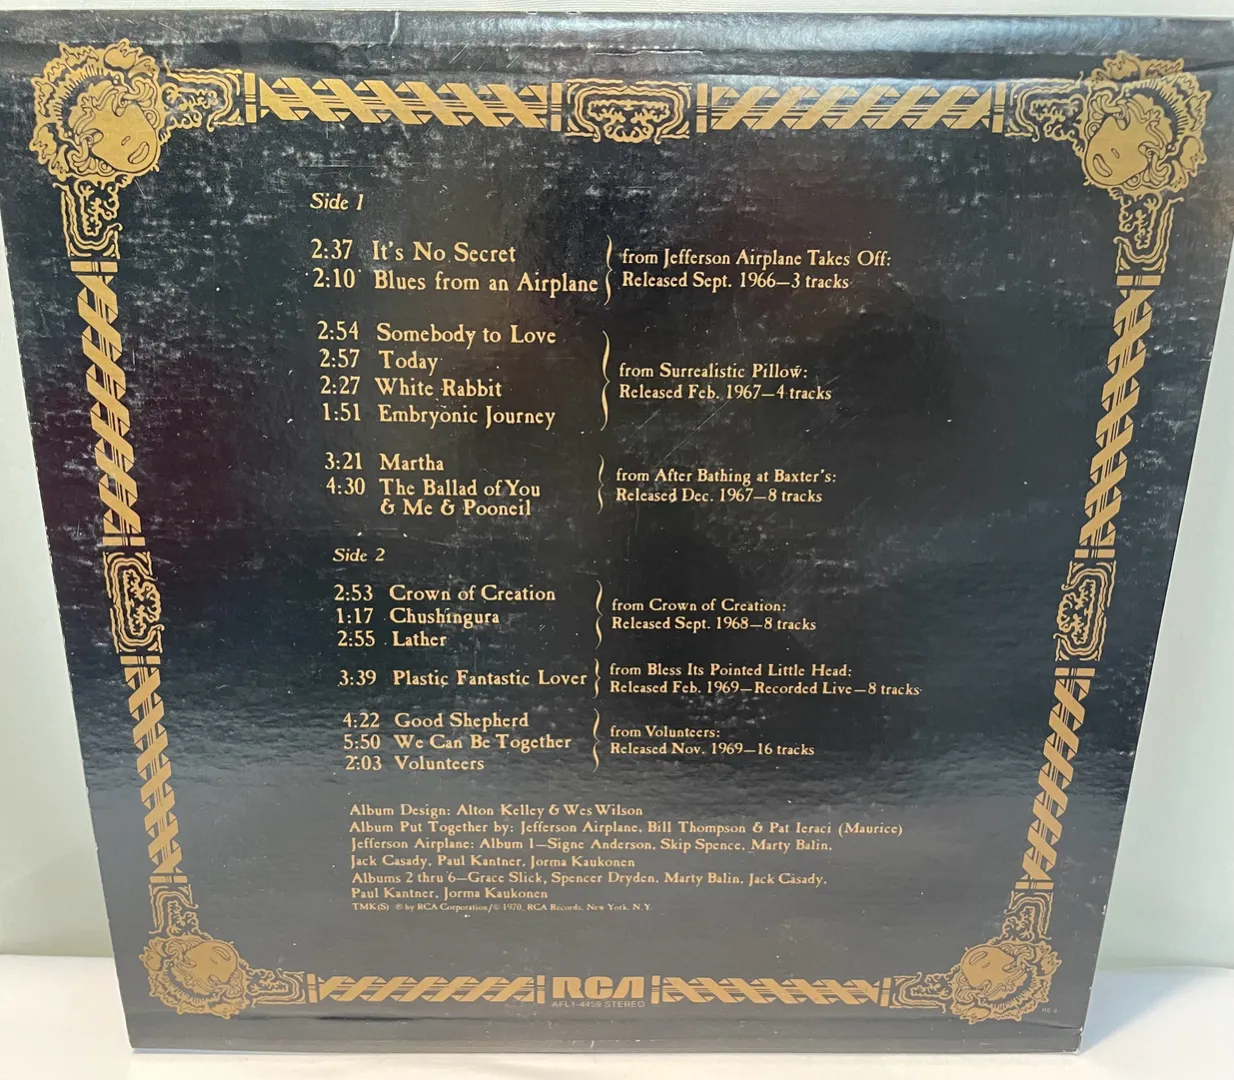 Side 1
2:37 It's No Secret
2:10 Blues from an Airplane
from Jefferson Airplane Takes Off:
Released Sept. 1966—3 tracks
2:54 Somebody to Love
2:57 Today
2:27 White Rabbit
1:51 Embryonic Journey
from Surrealistic Pillow:
Released Feb. 1967—4 tracks
3:21 Martha
4:30 The Ballad of You
& Me & Pooneil
from After Bathing at Baxter's:
Released Dec. 1967—8 tracks
Side 2
2:53 Crown of Creation
1:17 Chushingura
2:55 Lather
from Crown of Creation:
Released Sept. 1968—8 tracks
3:39 Plastic Fantastic Lover
from Bless Its Pointed Little Head:
Released Feb. 1969—Recorded Live—8 tracks
4:22 Good Shepherd
5:50 We Can Be Together
2:03 Volunteers
from Volunteers:
Released Nov. 1969—16 tracks
Album Design: Alton Kelley & Wes Wilson
Album Put Together by: Jefferson Airplane, Bill Thompson & Pat Ieraci (Maurice)
Jefferson Airplane: Album 1—Signe Anderson, Skip Spence, Marty Balin,
Jack Casady, Paul Kantner, Jorma Kaukonen
Albums 2 thru 6—Grace Slick, Spencer Dryden, Marty Balin, Jack Casady,
Paul Kantner, Jorma Kaukonen
TMK(S) ® by RCA Corporation/© 1970, RCA Records, New York, N.Y.
RCA
AFL1-4459 STEREO
RE 2